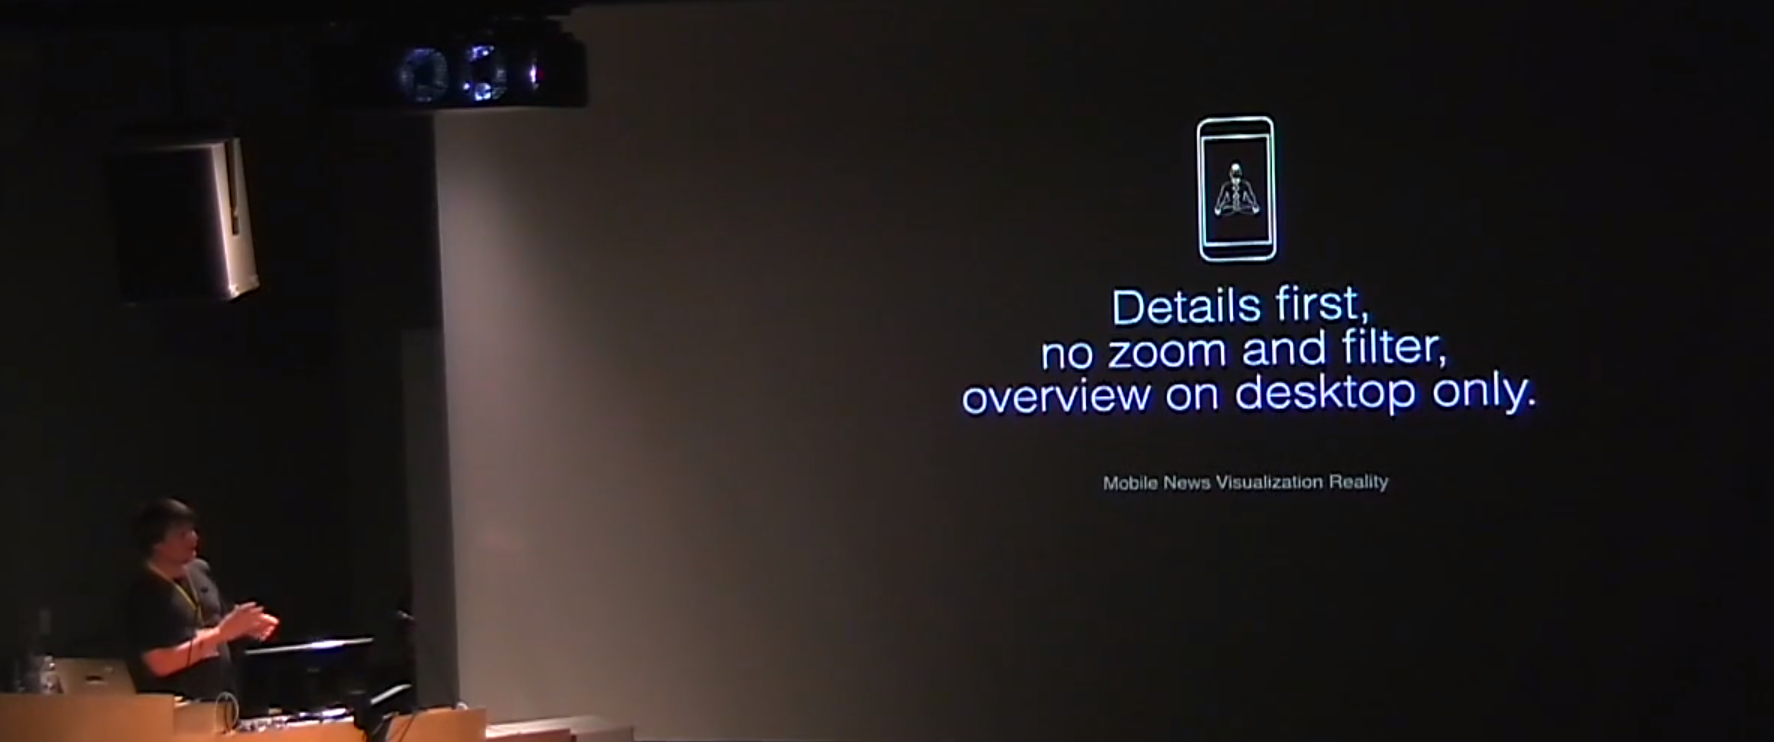 Details first,
no zoom and filter,
overview on desktop only.
Mobile News Visualization Reality